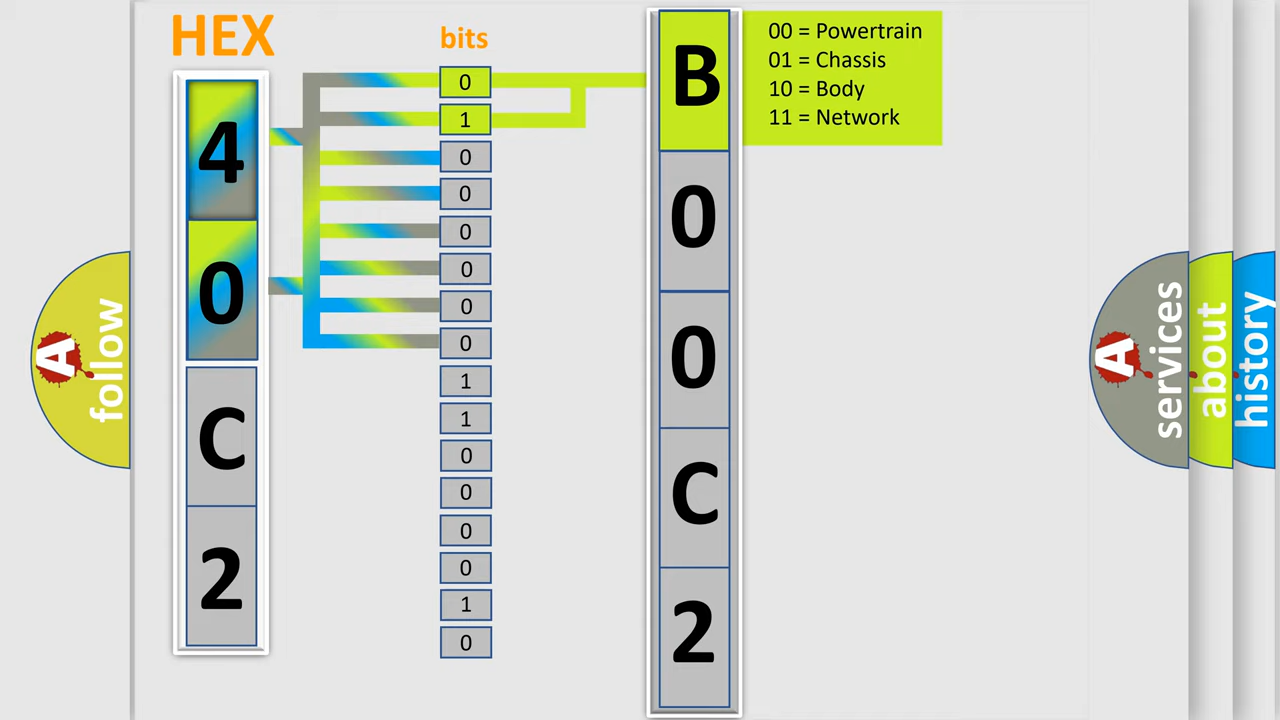 HEX
bits
4
0
C
2
0
1
0
0
0
0
0
0
1
1
0
0
0
0
1
0
B
0
0
C
2
00 = Powertrain
01 = Chassis
10 = Body
11 = Network
A follow
A services
about
history